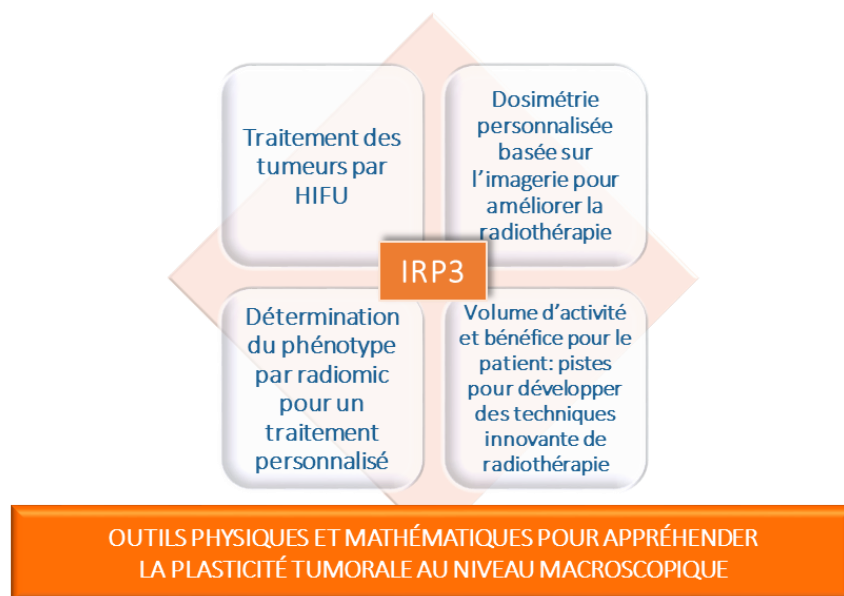 Traitement des
tumeurs par
HIFU
Dosimétrie
personnalisée
basée sur
l'imagerie pour
améliorer la
radiothérapie
IRP3
Détermination
du phénotype
par radiomic
pour un
traitement
personnalisé
Volume d'activité
et bénéfice pour le
patient: pistes
pour développer
des techniques
innovante de
radiothérapie
OUTILS PHYSIQUES ET MATHÉMATIQUES POUR APPRÉHENDER
LA PLASTICITÉ TUMORALE AU NIVEAU MACROSCOPIQUE